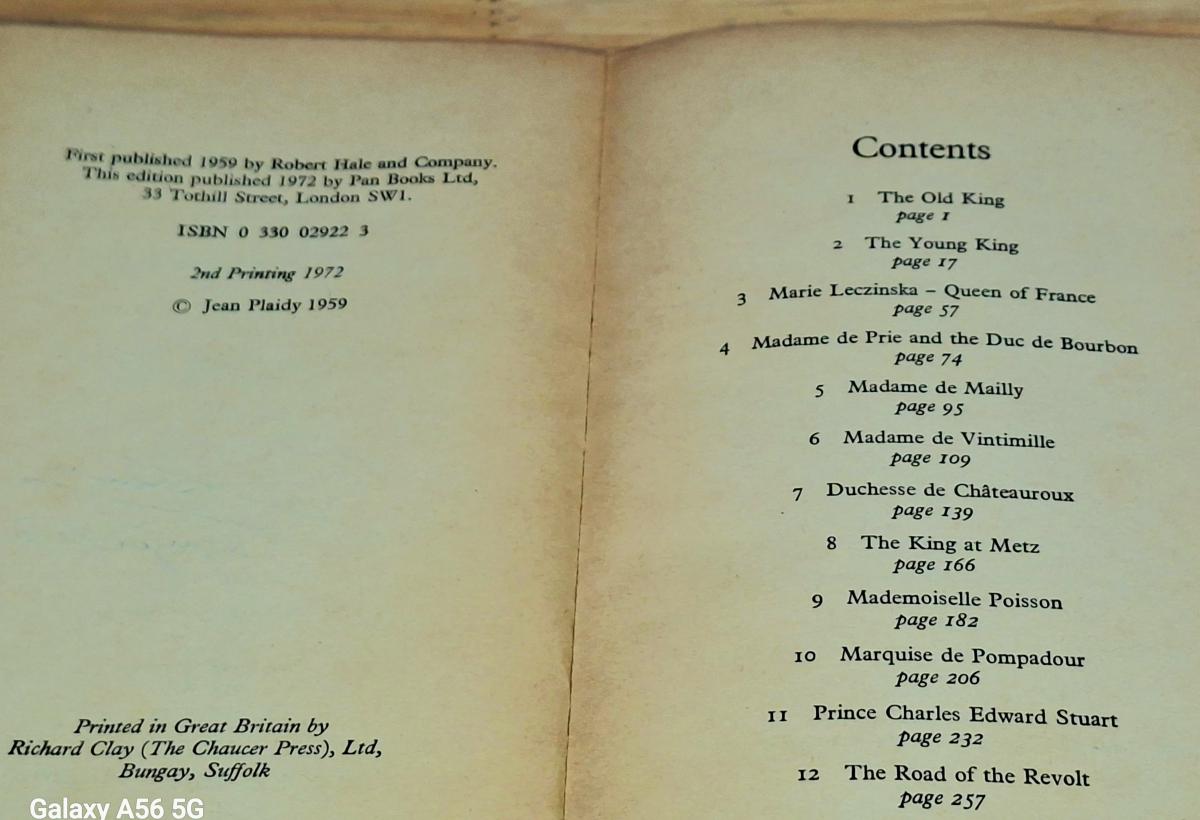 First published 1959 by Robert Hale and Company.
This edition published 1972 by Pan Books Ltd,
33 Tothill Street, London SW1.
ISBN 0 330 02922 3
2nd Printing 1972
© Jean Plaidy 1959
Printed in Great Britain by
Richard Clay (The Chaucer Press), Ltd,
Bungay, Suffolk
Galaxy A56 5G
Contents
1 The Old King
page 1
2 The Young King
page 17
3 Marie Leczinska – Queen of France
page 57
4 Madame de Prie and the Duc de Bourbon
page 74
5 Madame de Mailly
page 95
6 Madame de Vintimille
page 109
7 Duchesse de Châteauroux
page 139
8 The King at Metz
page 166
9 Mademoiselle Poisson
page 182
10 Marquise de Pompadour
page 206
11 Prince Charles Edward Stuart
page 232
12 The Road of the Revolt
page 257